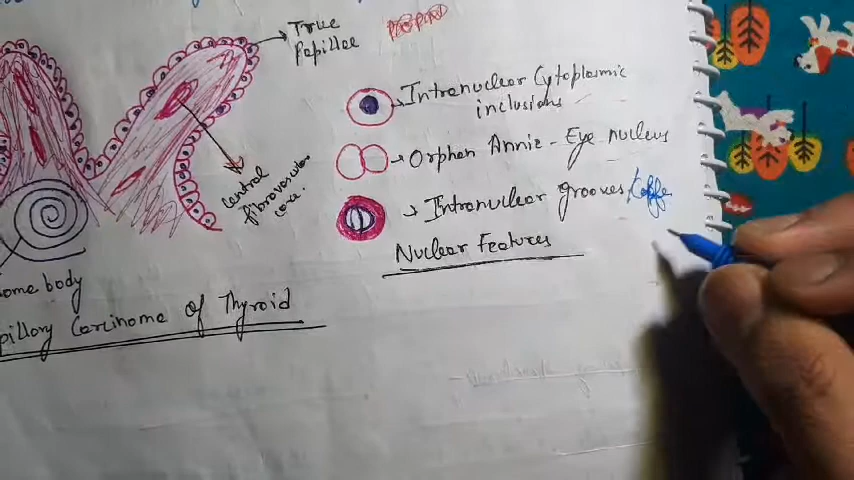 True
Papillae
Intranuclear Cytoplasmic
inclusions
Orphan Annie-Eye nucleus
Intranuclear grooves,
Nuclear Features
Central
fibrovascular
core.
ome body
pillary Carcinoma of Thyroid